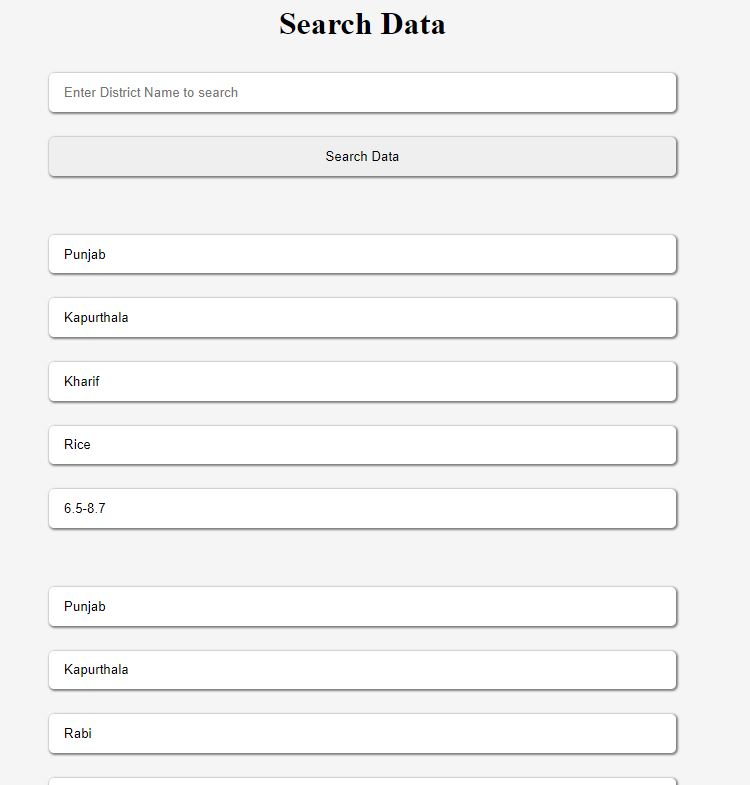 Search Data
Enter District Name to search
Search Data
Punjab
Kapurthala
Kharif
Rice
6.5-8.7
Punjab
Kapurthala
Rabi